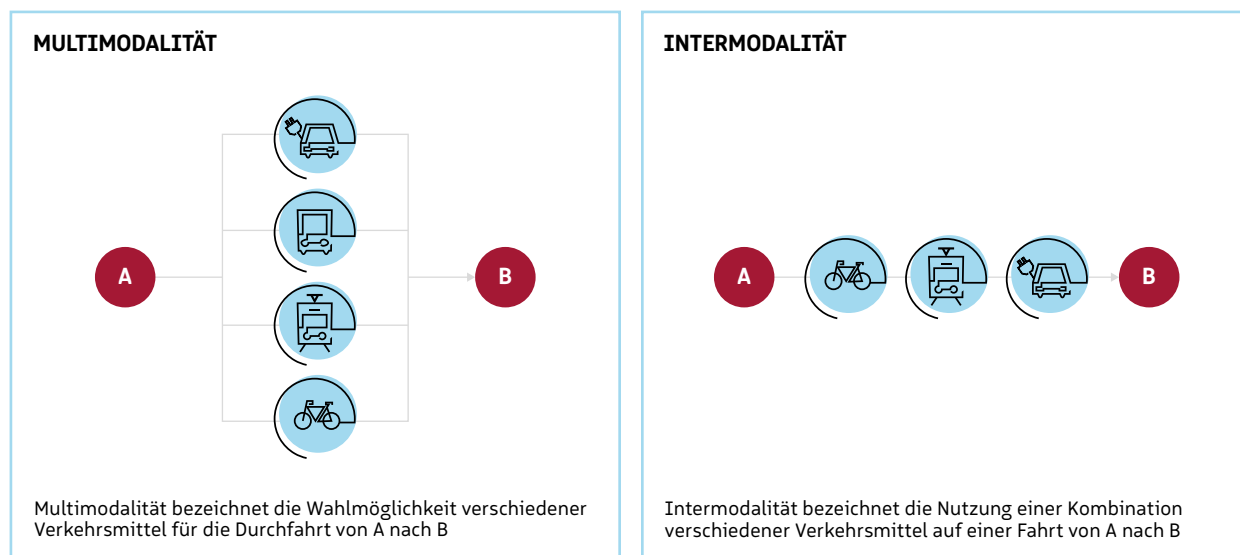 MULTIMODALITÄT
A
B
Multimodalität bezeichnet die Wahlmöglichkeit verschiedener
Verkehrsmittel für die Durchfahrt von A nach B
INTERMODALITÄT
A
B
Intermodalität bezeichnet die Nutzung einer Kombination
verschiedener Verkehrsmittel auf einer Fahrt von A nach B